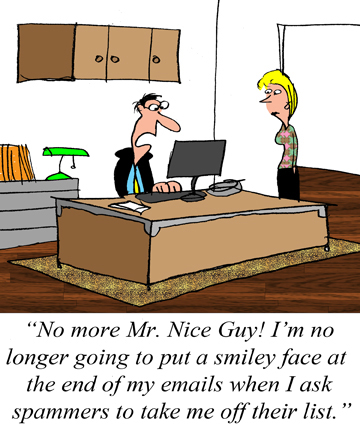 “No more Mr. Nice Guy! I’m no
longer going to put a smiley face at
the end of my emails when I ask
spammers to take me off their list.”